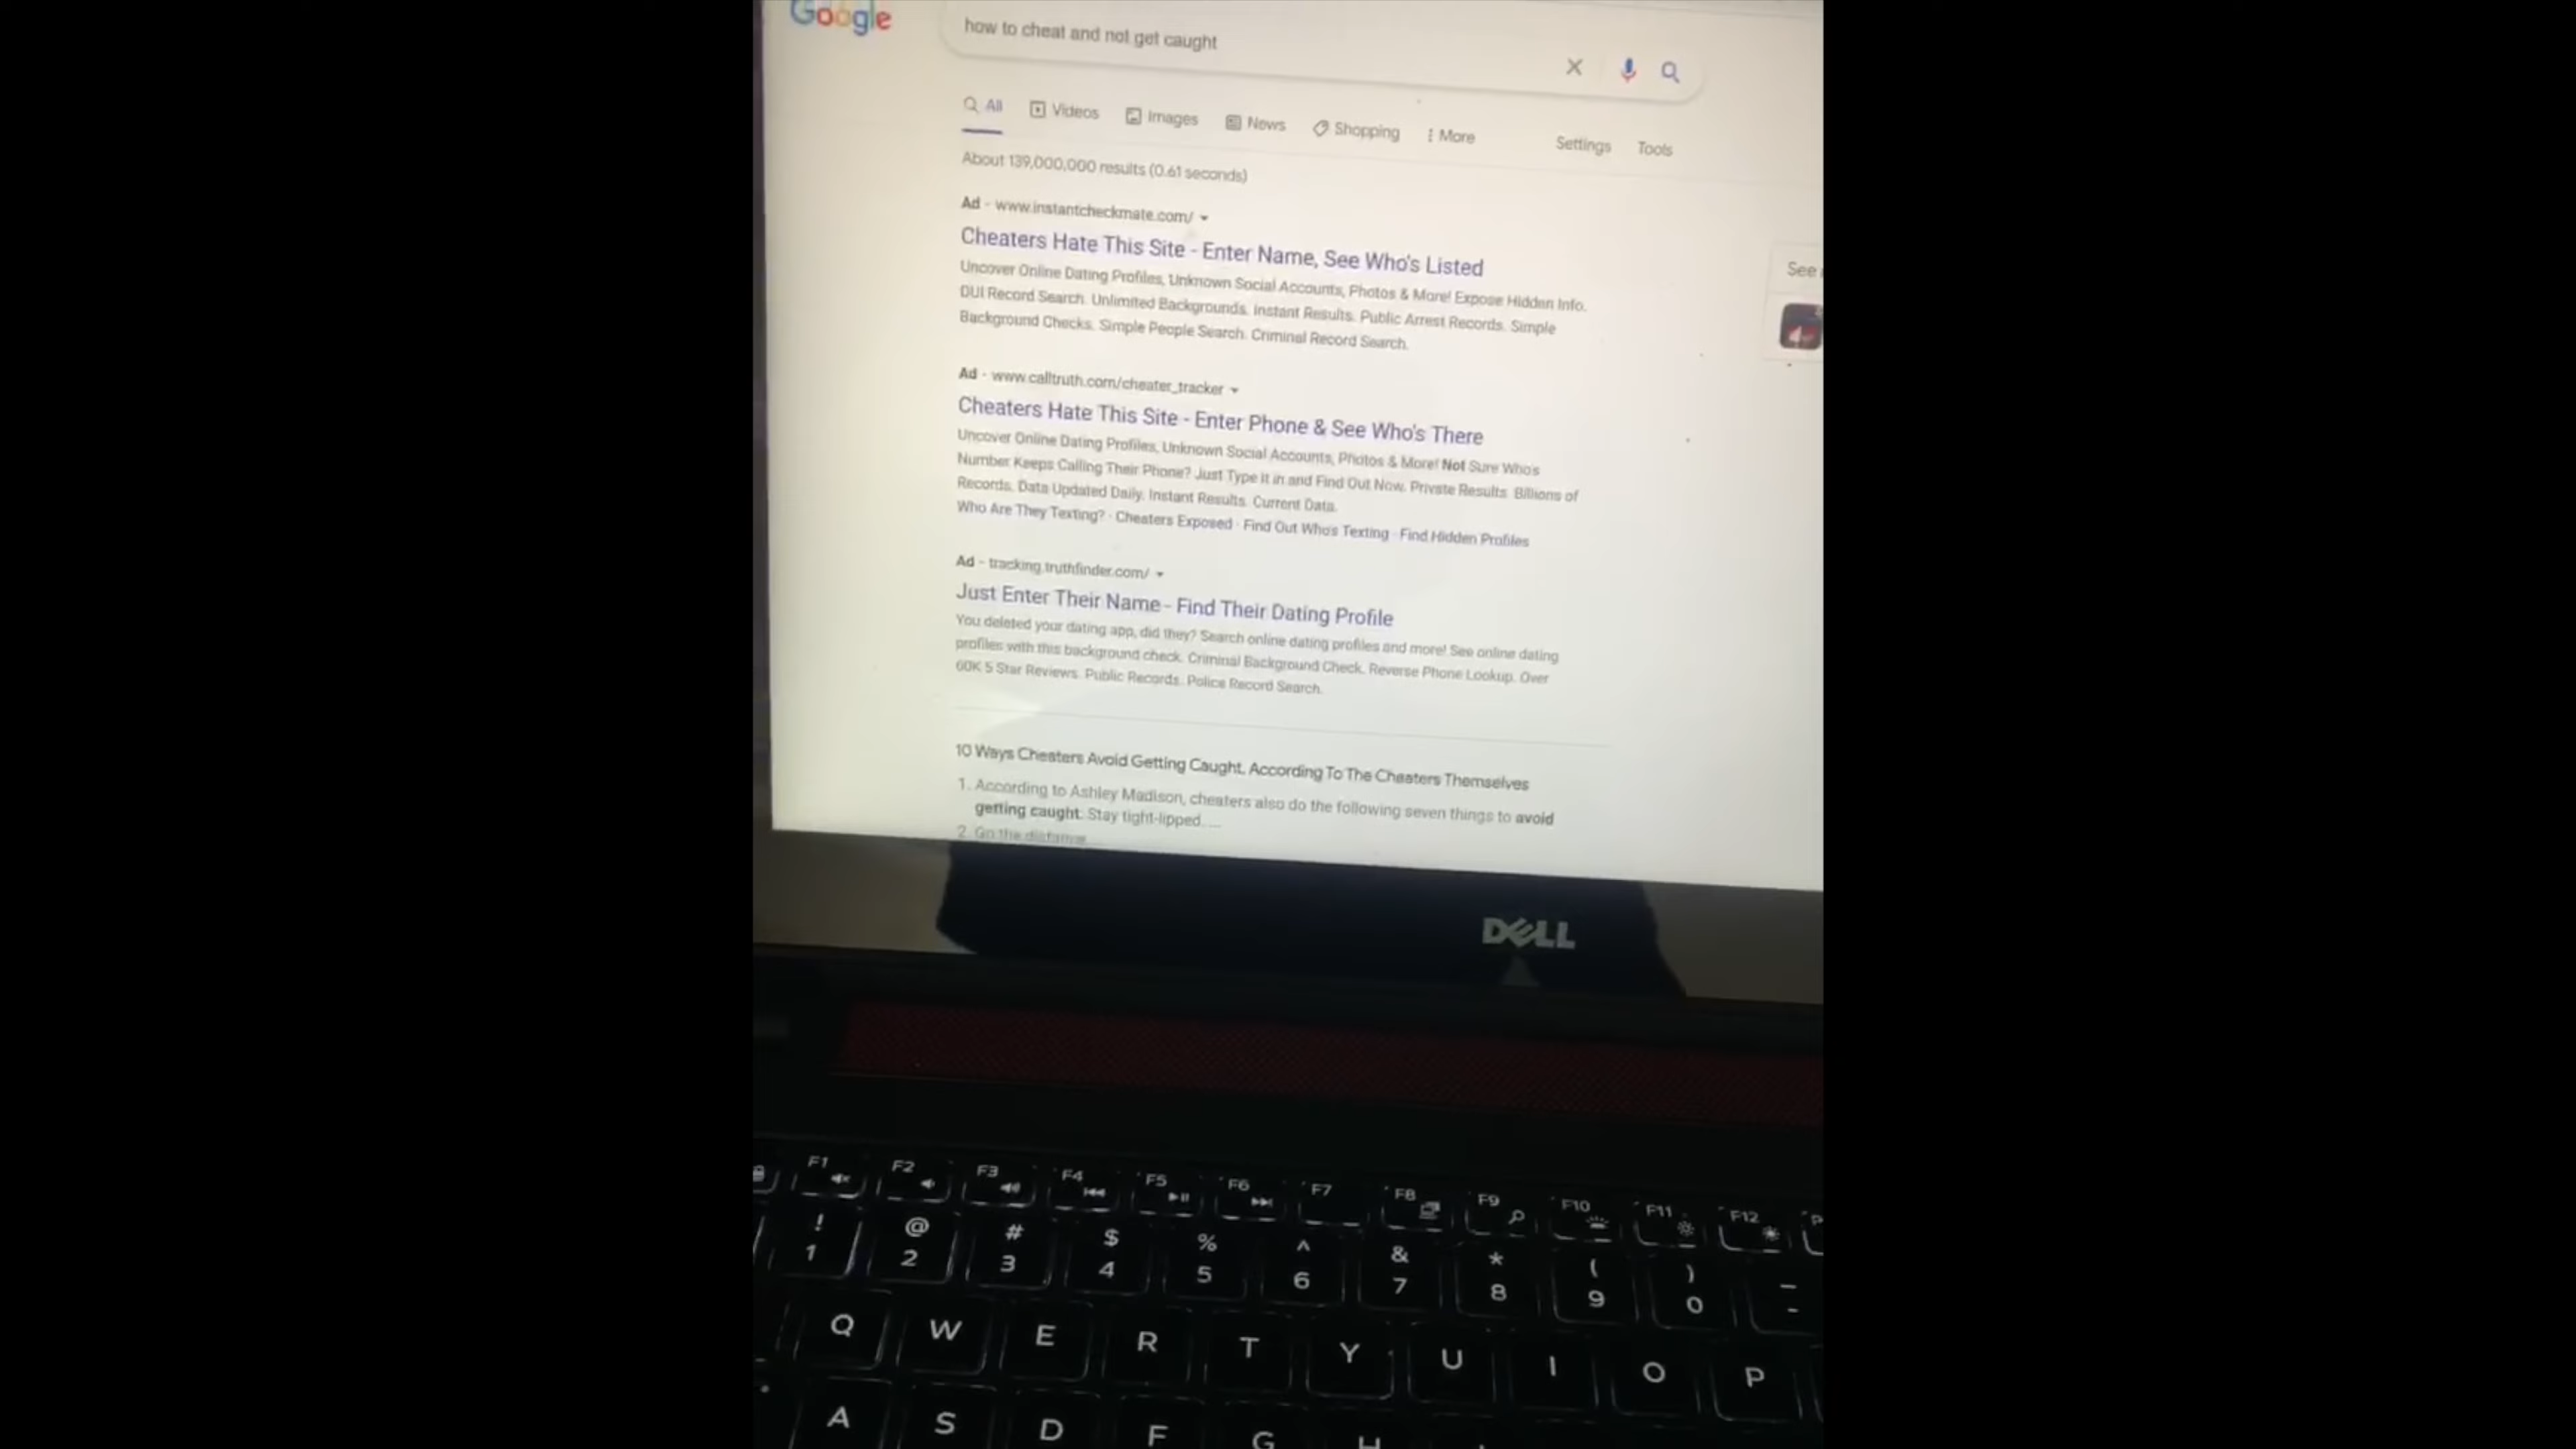 Google
how to cheat and not get caught
All Videos Images News Shopping More Settings Tools
About 139,000,000 results (0.61 seconds)
Ad - www.instantcheckmate.com/
Cheaters Hate This Site - Enter Name, See Who's Listed
Uncover Online Dating Profiles, Unknown Social Accounts, Photos & More! Expose Hidden Info.
DUI Record Search. Unlimited Backgrounds. Instant Results. Public Arrest Records. Simple
Background Checks. Simple People Search. Criminal Record Search.
See
Ad - www.calltruth.com/cheater_tracker
Cheaters Hate This Site - Enter Phone & See Who's There
Uncover Online Dating Profiles, Unknown Social Accounts, Photos & More! Not Sure Who's
Number Keeps Calling Their Phone? Just Type It in and Find Out Now. Private Results. Billions of
Records. Data Updated Daily. Instant Results. Current Data.
Who Are They Texting? · Cheaters Exposed · Find Out Who's Texting · Find Hidden Profiles
Ad - tracking.truthfinder.com/
Just Enter Their Name - Find Their Dating Profile
You deleted your dating app, did they? Search online dating profiles and more! See online dating
profiles with this background check. Criminal Background Check. Reverse Phone Lookup. Over
60K 5 Star Reviews. Public Records. Police Record Search.
10 Ways Cheaters Avoid Getting Caught, According To The Cheaters Themselves
1. According to Ashley Madison, cheaters also do the following seven things to avoid
getting caught: Stay tight-lipped. ...
2. Go the distance
DELL
F1 F2 F3 F4 F5 F6 F7 F8 F9 F10 F11 F12
! @ # $ % ^ & * ( ) _
1 2 3 4 5 6 7 8 9 0 -
Q W E R T Y U I O P
A S D F G H